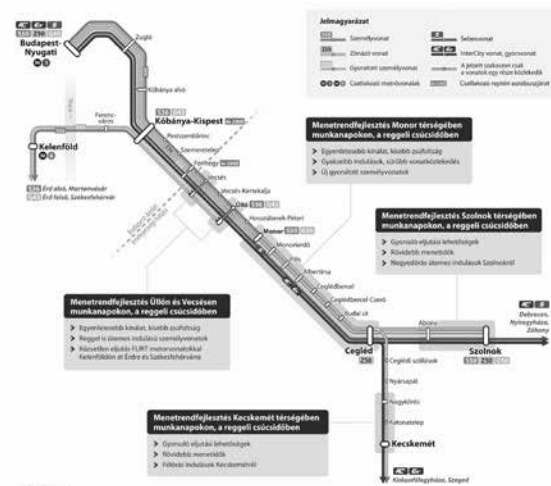 Budapest-
Nyugati
Zugló
Kőbánya alsó
Kőbánya-Kispest
Ferenc-
város
Kelenföld
S36 Érd alsó, Martonvásár
G43 Érd felső, Székesfehérvár
Pestszentlőrinc
Szemeretelep
Ferihegy
Vecsés
Vecsés-Kertekalja
Üllő
Hosszúberek-Péteri
Monor
Monorierdő
Pilis
Albertirsa
Ceglédbercel
Ceglédbercel-Cserő
Budai út
Cegléd
Abony
Szolnok
Debrecen,
Nyíregyháza,
Záhony
Ceglédi szállások
Nyársapát
Nagykőrös
Katonatelep
Kecskemét
Kiskunfélegyháza, Szeged
Jelmagyarázat
Személyvonat
Zónázó vonat
Gyorsított személyvonat
Csatlakozó metróvonalak
Sebesvonat
InterCity vonat, gyorsvonat
A jelzett szakaszon csak
a vonatok egy része közlekedik
Csatlakozó reptéri autóbuszjárat
Menetrendfejlesztés Monor térségében
munkanapokon, a reggeli csúcsidőben
Egyenletesebb kínálat, kisebb zsúfoltság
Gyakoribb indulások, sűrűbb vonatközlekedés
Új gyorsított személyvonatok
Menetrendfejlesztés Szolnok térségében
munkanapokon, a reggeli csúcsidőben
Gyorsuló eljutási lehetőségek
Rövidebb menetidők
Negyedórás ütemes indulások Szolnokról
Menetrendfejlesztés Üllőn és Vecsésen
munkanapokon, a reggeli csúcsidőben
Egyenletesebb kínálat, kisebb zsúfoltság
Reggel is ütemes indulású személyvonatok
Közvetlen eljutás FLIRT motorvonatokkal
Kelenföldön át Érdre és Székesfehérvárra
Menetrendfejlesztés Kecskemét térségében
munkanapokon, a reggeli csúcsidőben
Gyorsuló eljutási lehetőségek
Rövidebb menetidők
Félórás indulások Kecskemétről